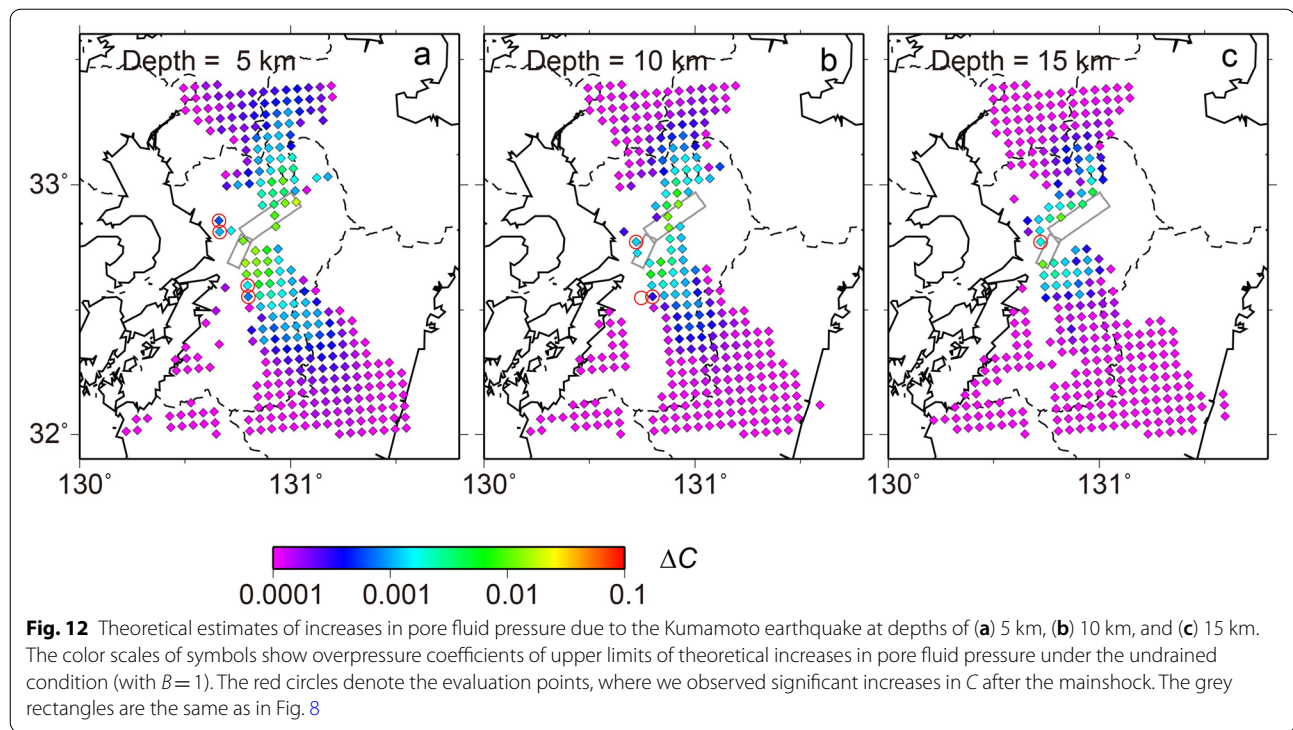 Depth = 5 km a
Depth = 10 km b
Depth = 15 km c
33˚
32˚
130˚ 131˚
130˚ 131˚
130˚ 131˚
ΔC
0.0001 0.001 0.01 0.1
Fig. 12 Theoretical estimates of increases in pore fluid pressure due to the Kumamoto earthquake at depths of (a) 5 km, (b) 10 km, and (c) 15 km.
The color scales of symbols show overpressure coefficients of upper limits of theoretical increases in pore fluid pressure under the undrained
condition (with B = 1). The red circles denote the evaluation points, where we observed significant increases in C after the mainshock. The grey
rectangles are the same as in Fig. 8